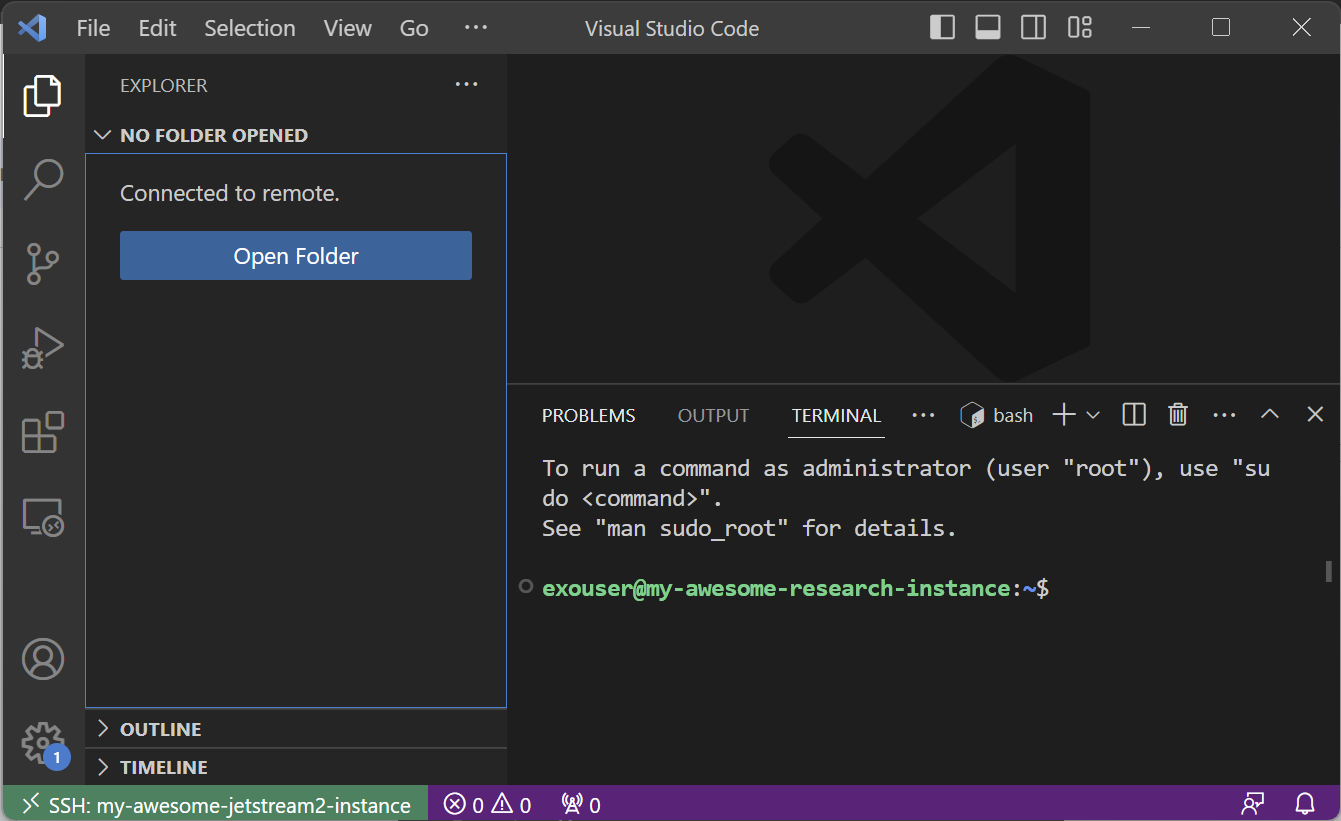 File Edit Selection View Go ··· Visual Studio Code
EXPLORER ···
NO FOLDER OPENED
Connected to remote.
Open Folder
OUTLINE
TIMELINE
1
PROBLEMS OUTPUT TERMINAL ··· bash ···
To run a command as administrator (user "root"), use "su
do <command>".
See "man sudo_root" for details.
exouser@my-awesome-research-instance:~$
SSH: my-awesome-jetstream2-instance 0 0 0